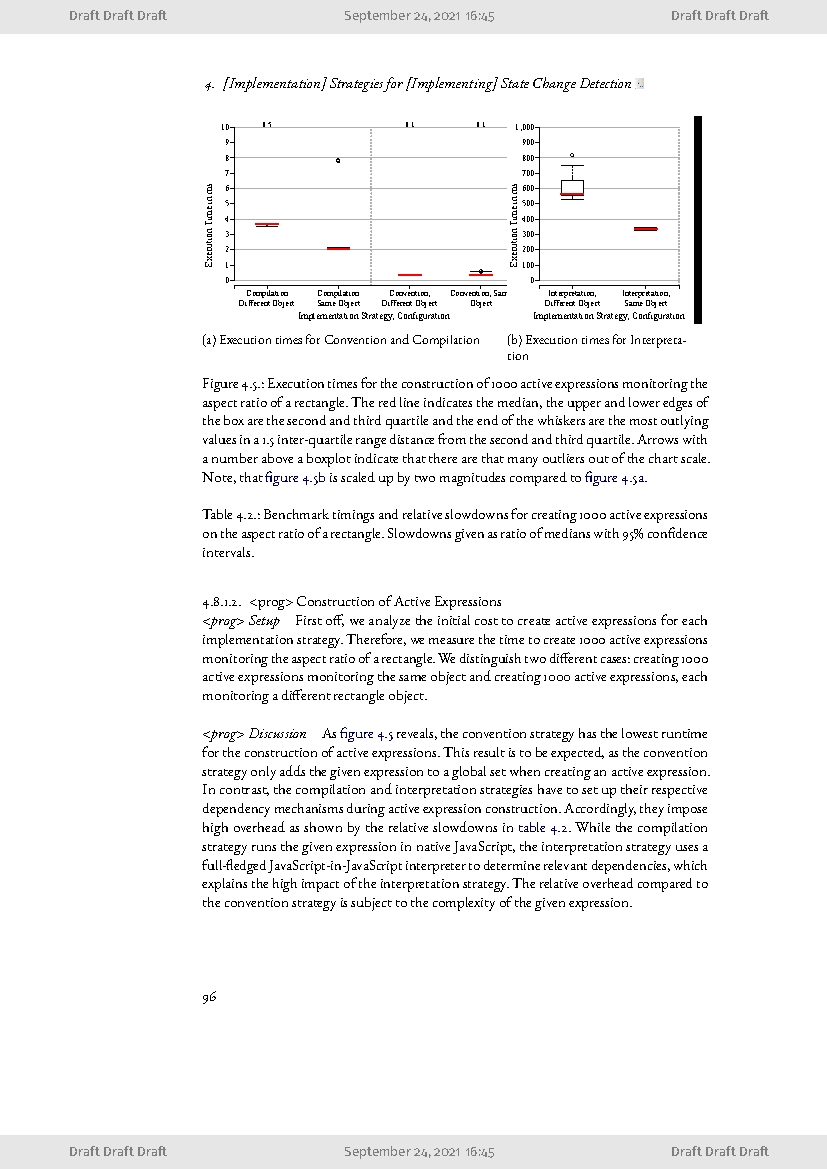 Draft Draft Draft September 24, 2021 16:45 Draft Draft Draft
4. [Implementation] Strategies for [Implementing] State Change Detection
10
9
8
7
6
5
4
3
2
1
0
Execution Time in ms
Compilation Different Object
Compilation Same Object
Convention, Different Object
Convention, Sam Object
Implementation Strategy, Configuration
1,000
900
800
700
600
500
400
300
200
100
0
Execution Time in ms
Interpretation, Different Object
Interpretation, Same Object
Implementation Strategy, Configuration
(a) Execution times for Convention and Compilation
(b) Execution times for Interpreta-
tion
Figure 4.5.: Execution times for the construction of 1000 active expressions monitoring the
aspect ratio of a rectangle. The red line indicates the median, the upper and lower edges of
the box are the second and third quartile and the end of the whiskers are the most outlying
values in a 1.5 inter-quartile range distance from the second and third quartile. Arrows with
a number above a boxplot indicate that there are that many outliers out of the chart scale.
Note, that figure 4.5b is scaled up by two magnitudes compared to figure 4.5a.
Table 4.2.: Benchmark timings and relative slowdowns for creating 1000 active expressions
on the aspect ratio of a rectangle. Slowdowns given as ratio of medians with 95% confidence
intervals.
4.8.1.2. <prog> Construction of Active Expressions
<prog> Setup First off, we analyze the initial cost to create active expressions for each
implementation strategy. Therefore, we measure the time to create 1000 active expressions
monitoring the aspect ratio of a rectangle. We distinguish two different cases: creating 1000
active expressions monitoring the same object and creating 1000 active expressions, each
monitoring a different rectangle object.
<prog> Discussion As figure 4.5 reveals, the convention strategy has the lowest runtime
for the construction of active expressions. This result is to be expected, as the convention
strategy only adds the given expression to a global set when creating an active expression.
In contrast, the compilation and interpretation strategies have to set up their respective
dependency mechanisms during active expression construction. Accordingly, they impose
high overhead as shown by the relative slowdowns in table 4.2. While the compilation
strategy runs the given expression in native JavaScript, the interpretation strategy uses a
full-fledged JavaScript-in-JavaScript interpreter to determine relevant dependencies, which
explains the high impact of the interpretation strategy. The relative overhead compared to
the convention strategy is subject to the complexity of the given expression.
96
Draft Draft Draft September 24, 2021 16:45 Draft Draft Draft